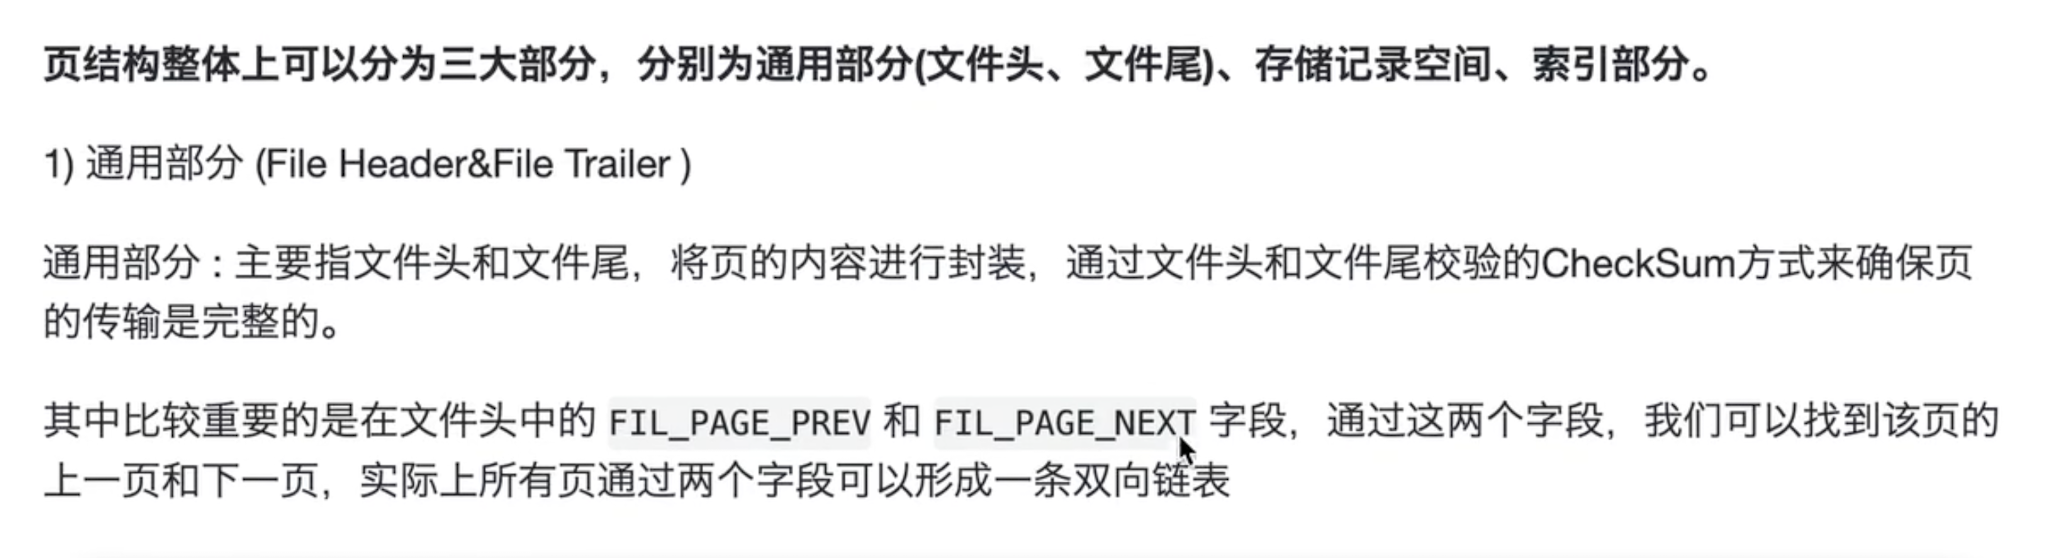 页结构整体上可以分为三大部分，分别为通用部分(文件头、文件尾)、存储记录空间、索引部分。
1) 通用部分 (File Header&File Trailer )
通用部分 : 主要指文件头和文件尾，将页的内容进行封装，通过文件头和文件尾校验的CheckSum方式来确保页
的传输是完整的。
其中比较重要的是在文件头中的 FIL_PAGE_PREV 和 FIL_PAGE_NEXT 字段，通过这两个字段，我们可以找到该页的
上一页和下一页，实际上所有页通过两个字段可以形成一条双向链表